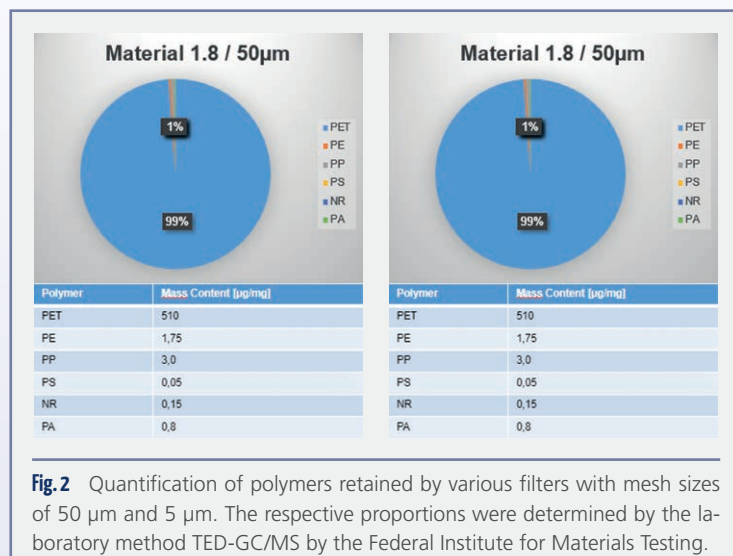 Material 1.8 / 50µm
1%
99%
PET
PE
PP
PS
NR
PA
Polymer Mass Content [µg/mg]
PET 510
PE 1,75
PP 3,0
PS 0,05
NR 0,15
PA 0,8
Material 1.8 / 50µm
1%
99%
PET
PE
PP
PS
NR
PA
Polymer Mass Content [µg/mg]
PET 510
PE 1,75
PP 3,0
PS 0,05
NR 0,15
PA 0,8
Fig. 2 Quantification of polymers retained by various filters with mesh sizes
of 50 µm and 5 µm. The respective proportions were determined by the la-
boratory method TED-GC/MS by the Federal Institute for Materials Testing.